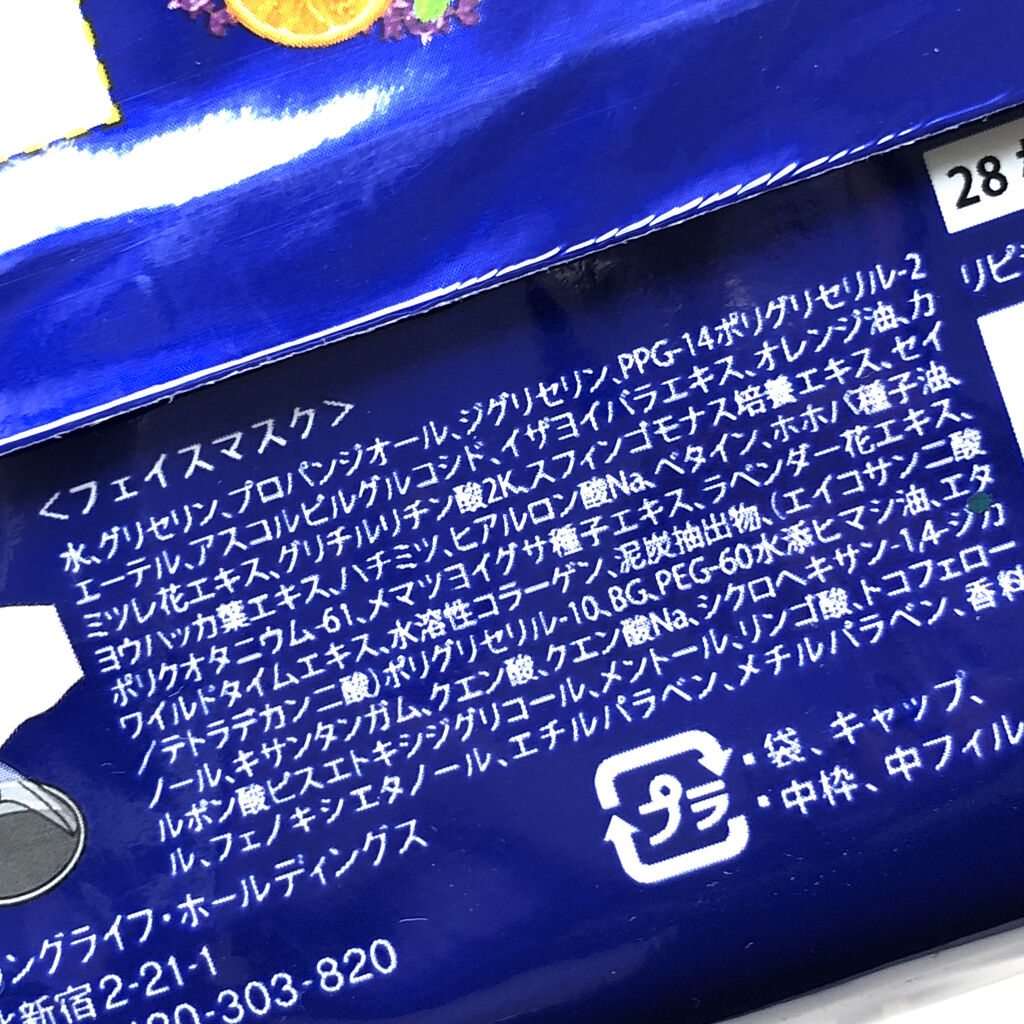 28
リピ
<フェイスマスク>
水、グリセリン、プロパンジオール、ジグリセリン、PPG-14ポリグリセリル-2
エーテル、アスコルビルグルコシド、イザヨイバラエキス、オレンジ油、カ
ミツレ花エキス、グリチルリチン酸2K、スフィンゴモナス培養エキス、セイ
ヨウハッカ葉エキス、ハチミツ、ヒアルロン酸Na、ベタイン、ホホバ種子油、
ポリクオタニウム-61、メマツヨイグサ種子エキス、ラベンダー花エキス、
ワイルドタイムエキス、水溶性コラーゲン、泥炭抽出物、(エイコサン二酸
/テトラデカン二酸)ポリグリセリル-10、BG、PEG-60水添ヒマシ油、エタ
ノール、キサンタンガム、クエン酸、クエン酸Na、シクロヘキサン-1,4-ジカ
ルボン酸ビスエトキシジグリコール、メントール、リンゴ酸、トコフェロー
ル、フェノキシエタノール、エチルパラベン、メチルパラベン、香料
プラ
・袋、キャップ、
・中枠、中フィル
ングライフ・ホールディングス
新宿2-21-1
20-303-820